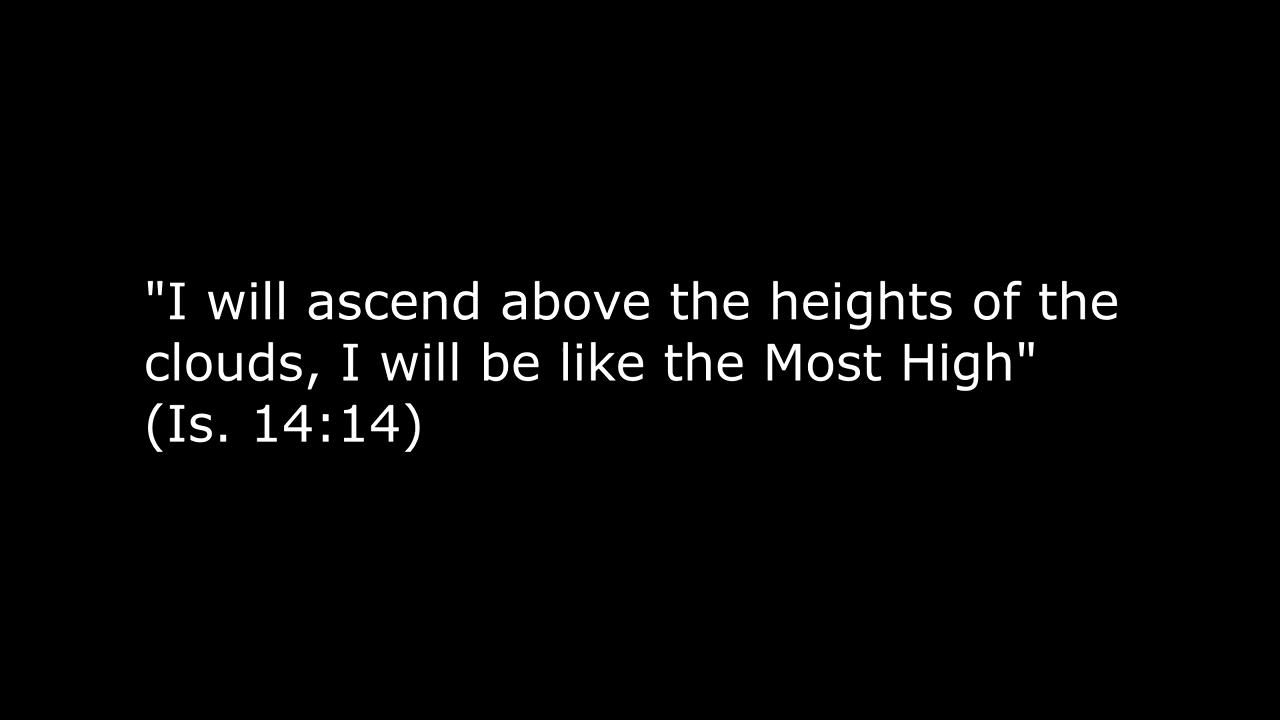 "I will ascend above the heights of the
clouds, I will be like the Most High"
(Is. 14:14)